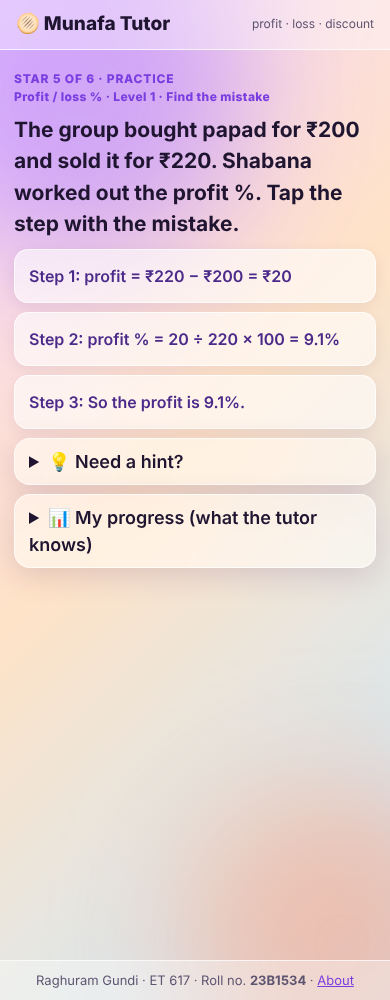 Munafa Tutor
profit · loss · discount
STAR 5 OF 6 · PRACTICE
Profit / loss % · Level 1 · Find the mistake
The group bought papad for ₹200
and sold it for ₹220. Shabana
worked out the profit %. Tap the
step with the mistake.
Step 1: profit = ₹220 − ₹200 = ₹20
Step 2: profit % = 20 ÷ 220 × 100 = 9.1%
Step 3: So the profit is 9.1%.
▶ 💡 Need a hint?
▶ 📊 My progress (what the tutor
knows)
Raghuram Gundi · ET 617 · Roll no. 23B1534 · About